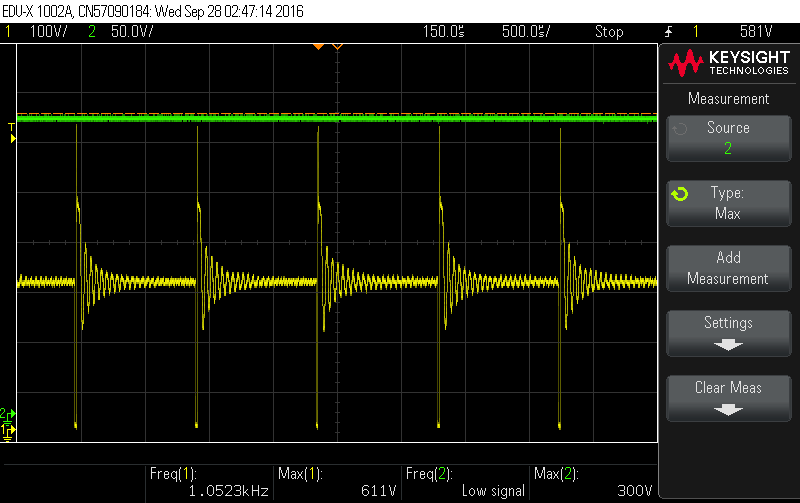 EDU-X 1002A, CN57090184: Wed Sep 28 02:47:14 2016
1 100V/ 2 50.0V/ 150.0s 500.0s/ Stop 1 581V
KEYSIGHT
TECHNOLOGIES
Measurement
Source
2
Type:
Max
Add
Measurement
Settings
Clear Meas
T
2
1
Freq(1): Max(1): Freq(2): Max(2):
1.0523kHz 611V Low signal 300V